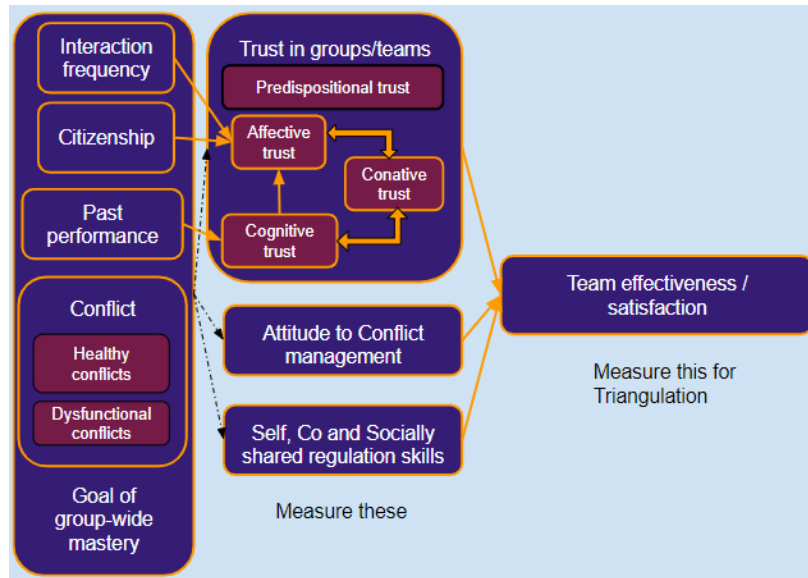 Interaction
frequency
Citizenship
Past
performance
Conflict
Healthy
conflicts
Dysfunctional
conflicts
Goal of
group-wide
mastery
Trust in groups/teams
Predispositional trust
Affective
trust
Conative
trust
Cognitive
trust
Attitude to Conflict
management
Self, Co and Socially
shared regulation skills
Measure these
Team effectiveness /
satisfaction
Measure this for
Triangulation